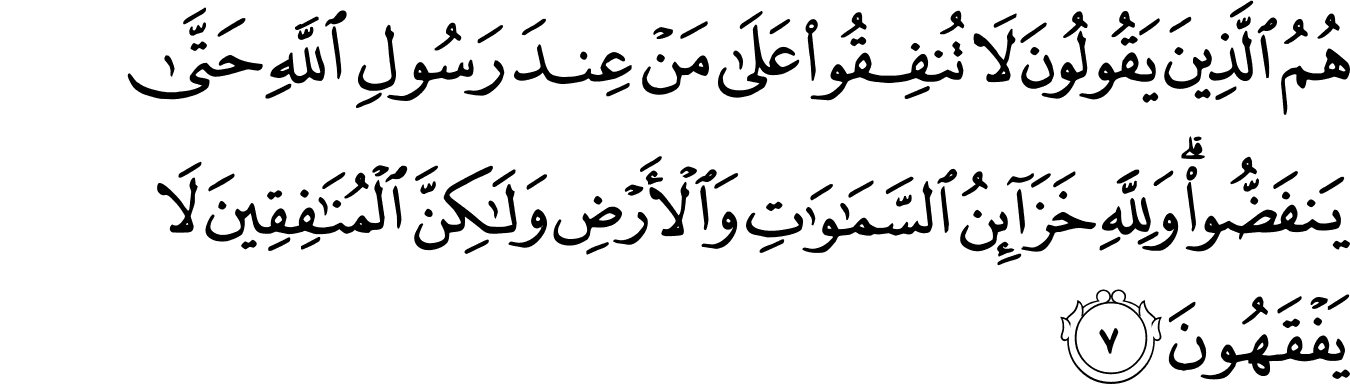 هُمُ ٱلَّذِينَ يَقُولُونَ لَا تُنفِقُوا۟ عَلَىٰ مَنْ عِندَ رَسُولِ ٱللَّهِ حَتَّىٰ
يَنفَضُّوا۟ ۗ وَلِلَّهِ خَزَآئِنُ ٱلسَّمَـٰوَٰتِ وَٱلْأَرْضِ وَلَـٰكِنَّ ٱلْمُنَـٰفِقِينَ لَا
يَفْقَهُونَ ٧